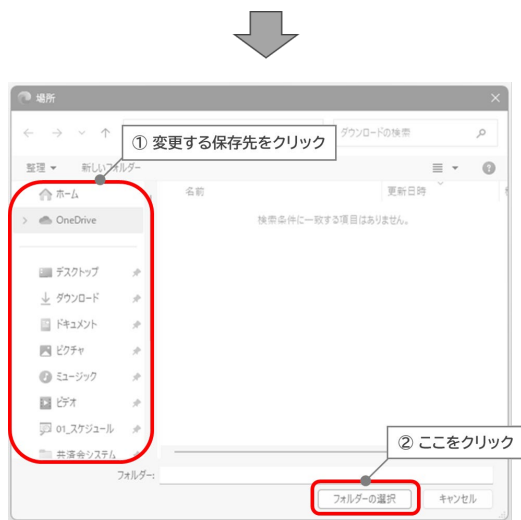 場所
① 変更する保存先をクリック
ダウンロードの検索
整理
新しいフォルダー
ホーム
名前
更新日時
OneDrive
検索条件に一致する項目はありません。
デスクトップ
ダウンロード
ドキュメント
ピクチャ
ミュージック
ビデオ
01_スケジュール
共済会システム
② ここをクリック
フォルダー:
フォルダーの選択
キャンセル